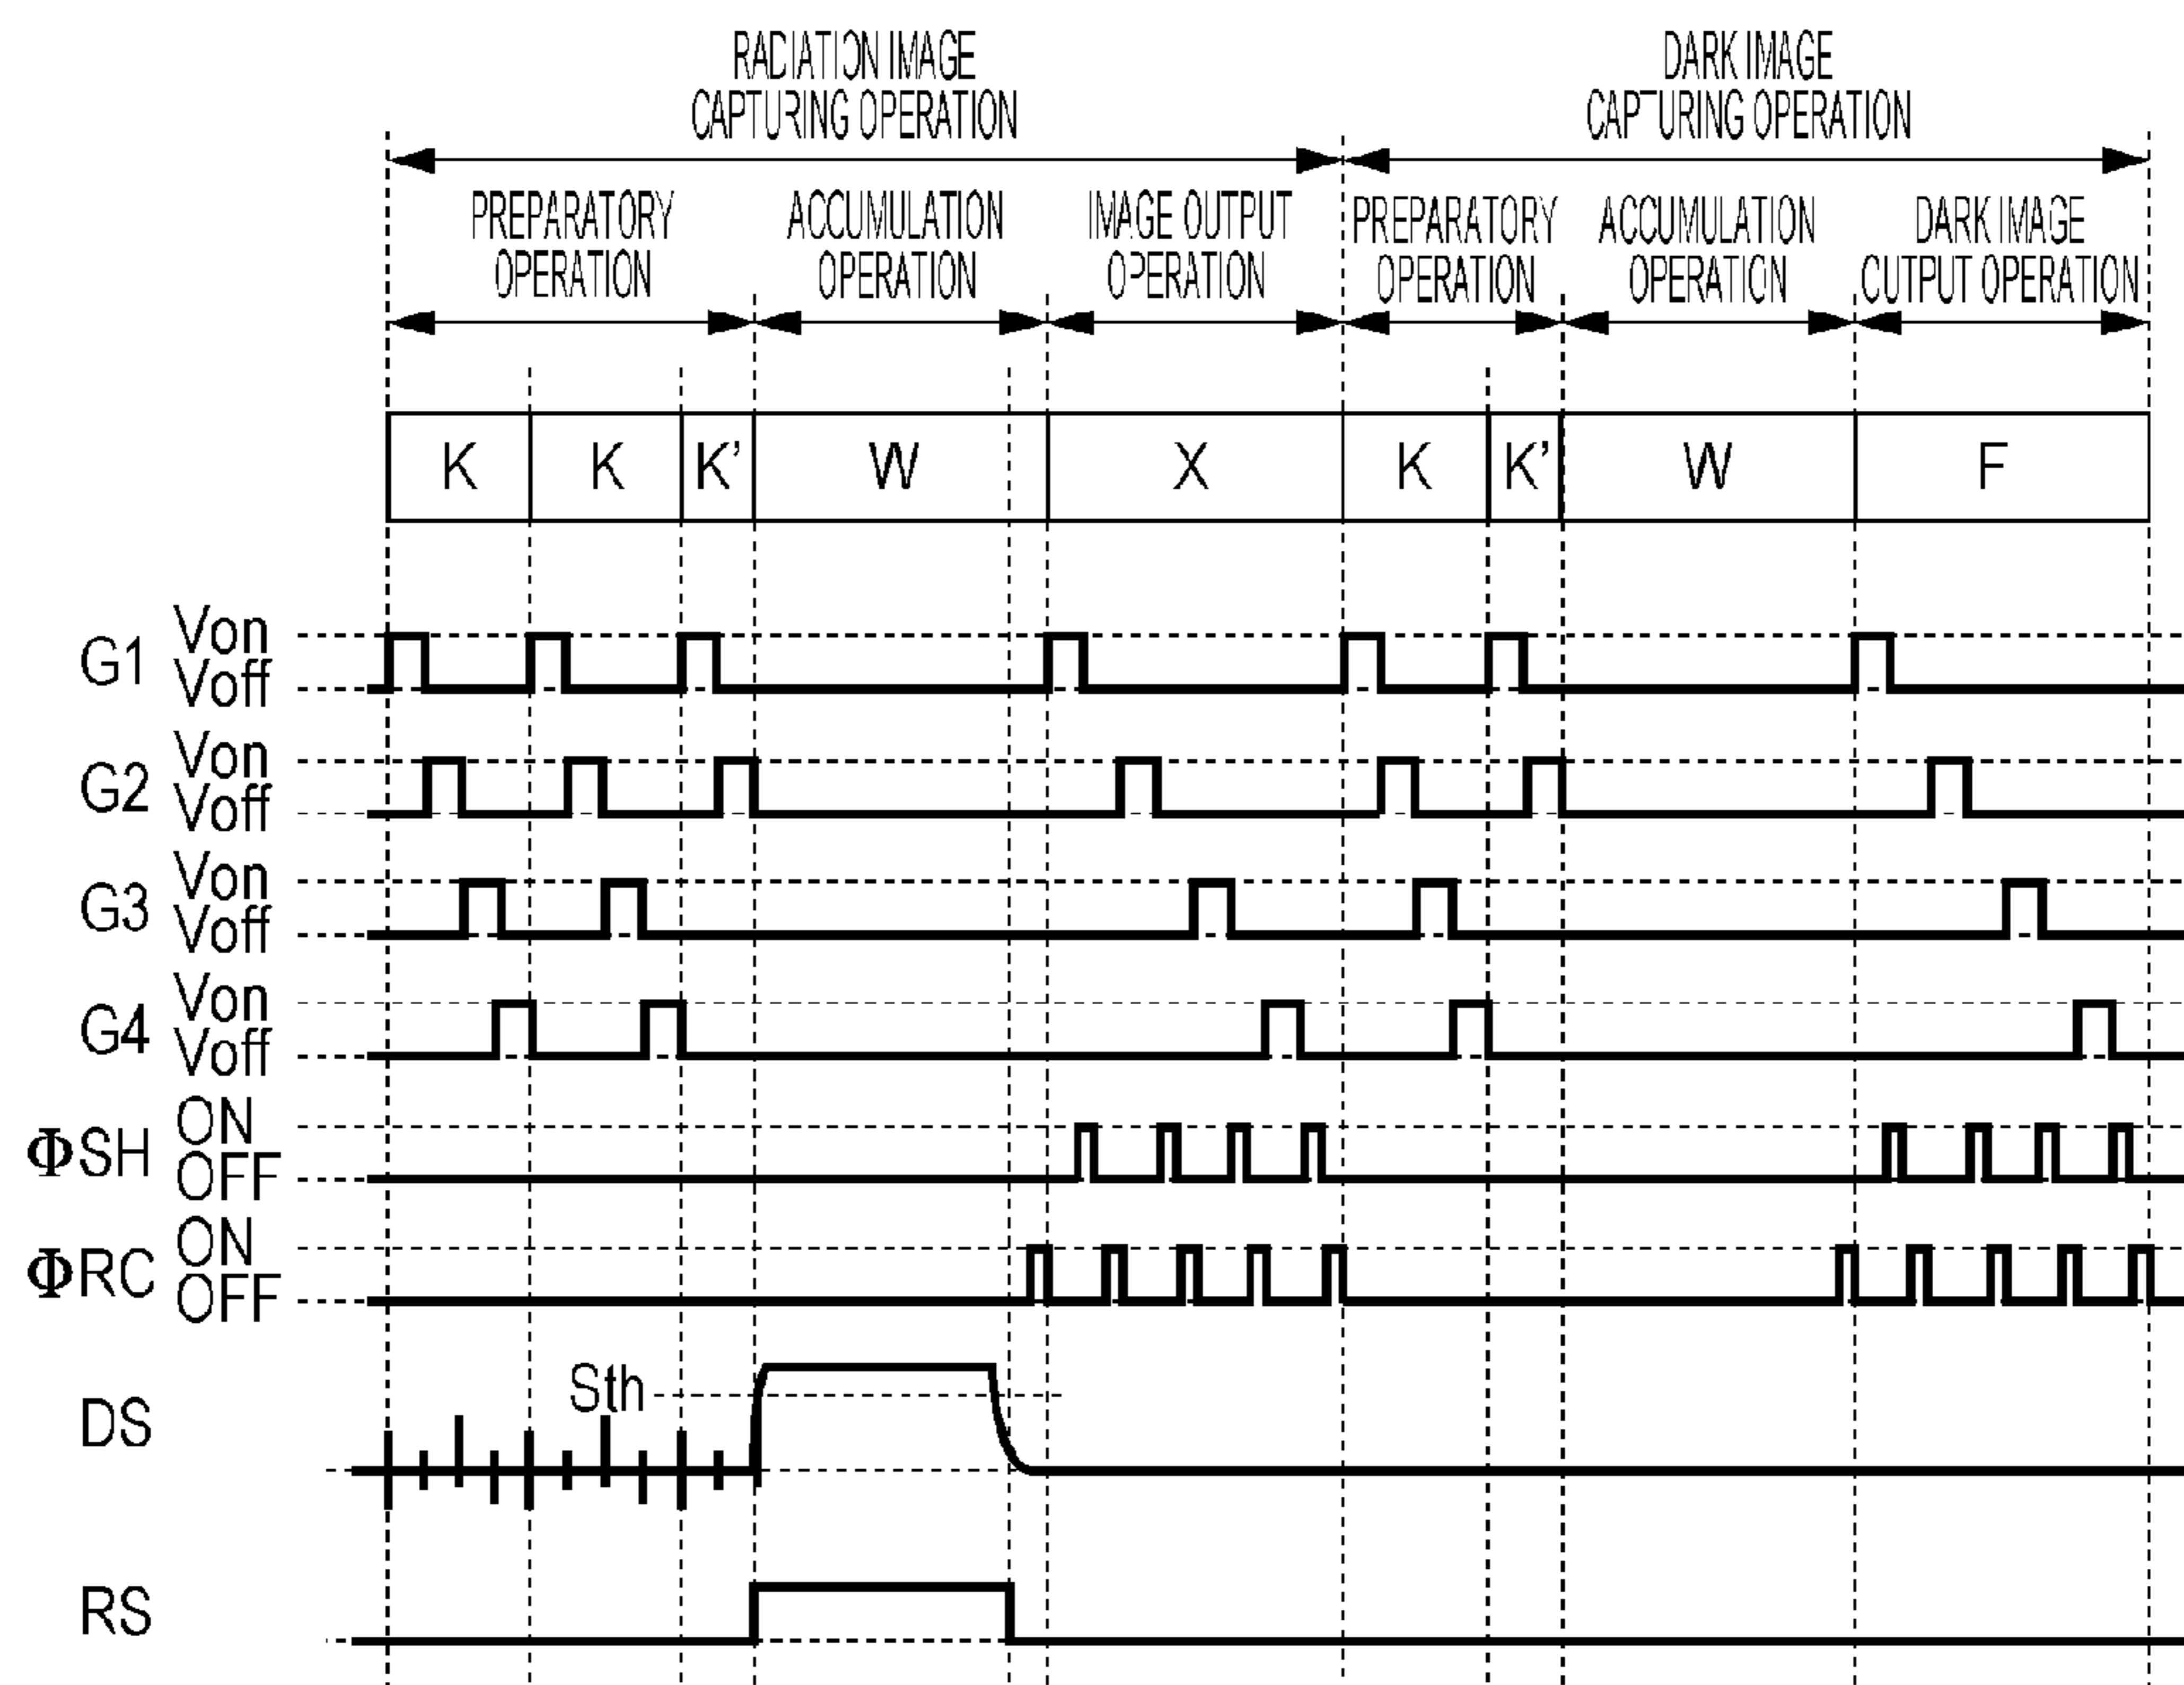 RADIATION IMAGE
CAPTURING OPERATION
DARK IMAGE
CAPTURING OPERATION
PREPARATORY
OPERATION
ACCUMULATION
OPERATION
IMAGE OUTPUT
OPERATION
PREPARATORY
OPERATION
ACCUMULATION
OPERATION
DARK IMAGE
OUTPUT OPERATION
K K K' W X K K' W F
G1 Von
Voff
G2 Von
Voff
G3 Von
Voff
G4 Von
Voff
ΦSH ON
OFF
ΦRC ON
OFF
Sth
DS
RS